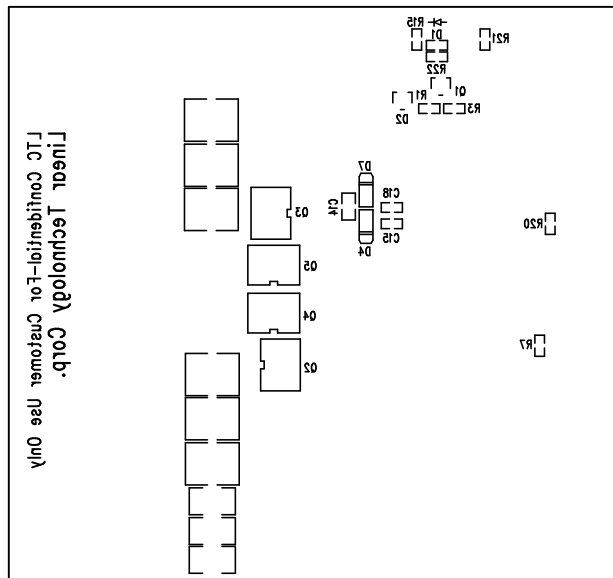 R15
D1
R21
R22
Q1
R1
R3
D2
D7
C18
C14
C15
D4
Q3
Q5
Q4
Q2
R20
R7
Linear Technology Corp.
LTC Confidential-For Customer Use Only